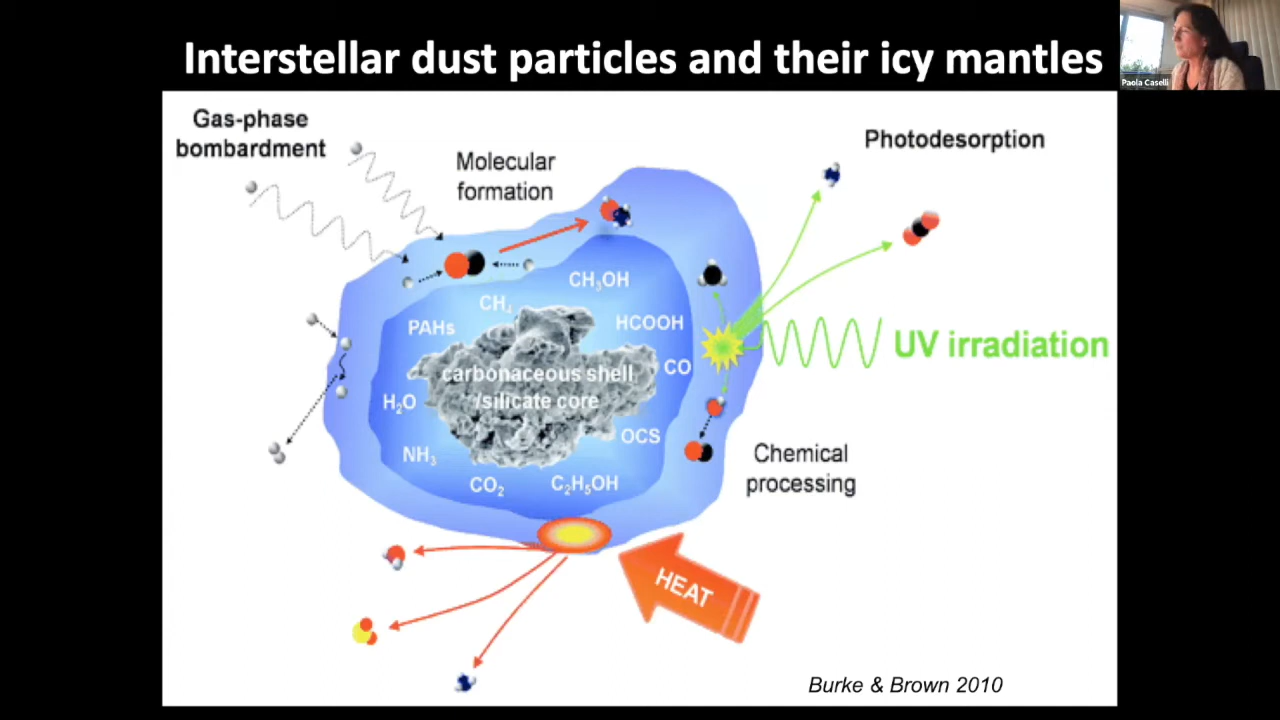 Interstellar dust particles and their icy mantles
Paola Caselli
Gas-phase
bombardment
Molecular
formation
Photodesorption
CH₃OH
CH₄
PAHs
HCOOH
UV irradiation
carbonaceous shell
/silicate core
CO
H₂O
OCS
NH₃
CO₂
C₂H₅OH
Chemical
processing
HEAT
Burke & Brown 2010